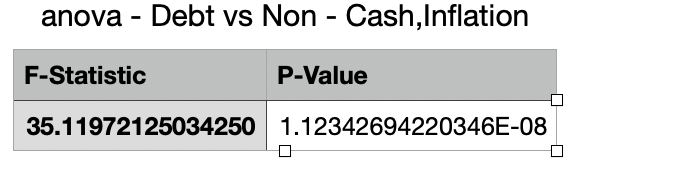 anova - Debt vs Non - Cash,Inflation
F-Statistic P-Value
35.11972125034250 1.12342694220346E-08